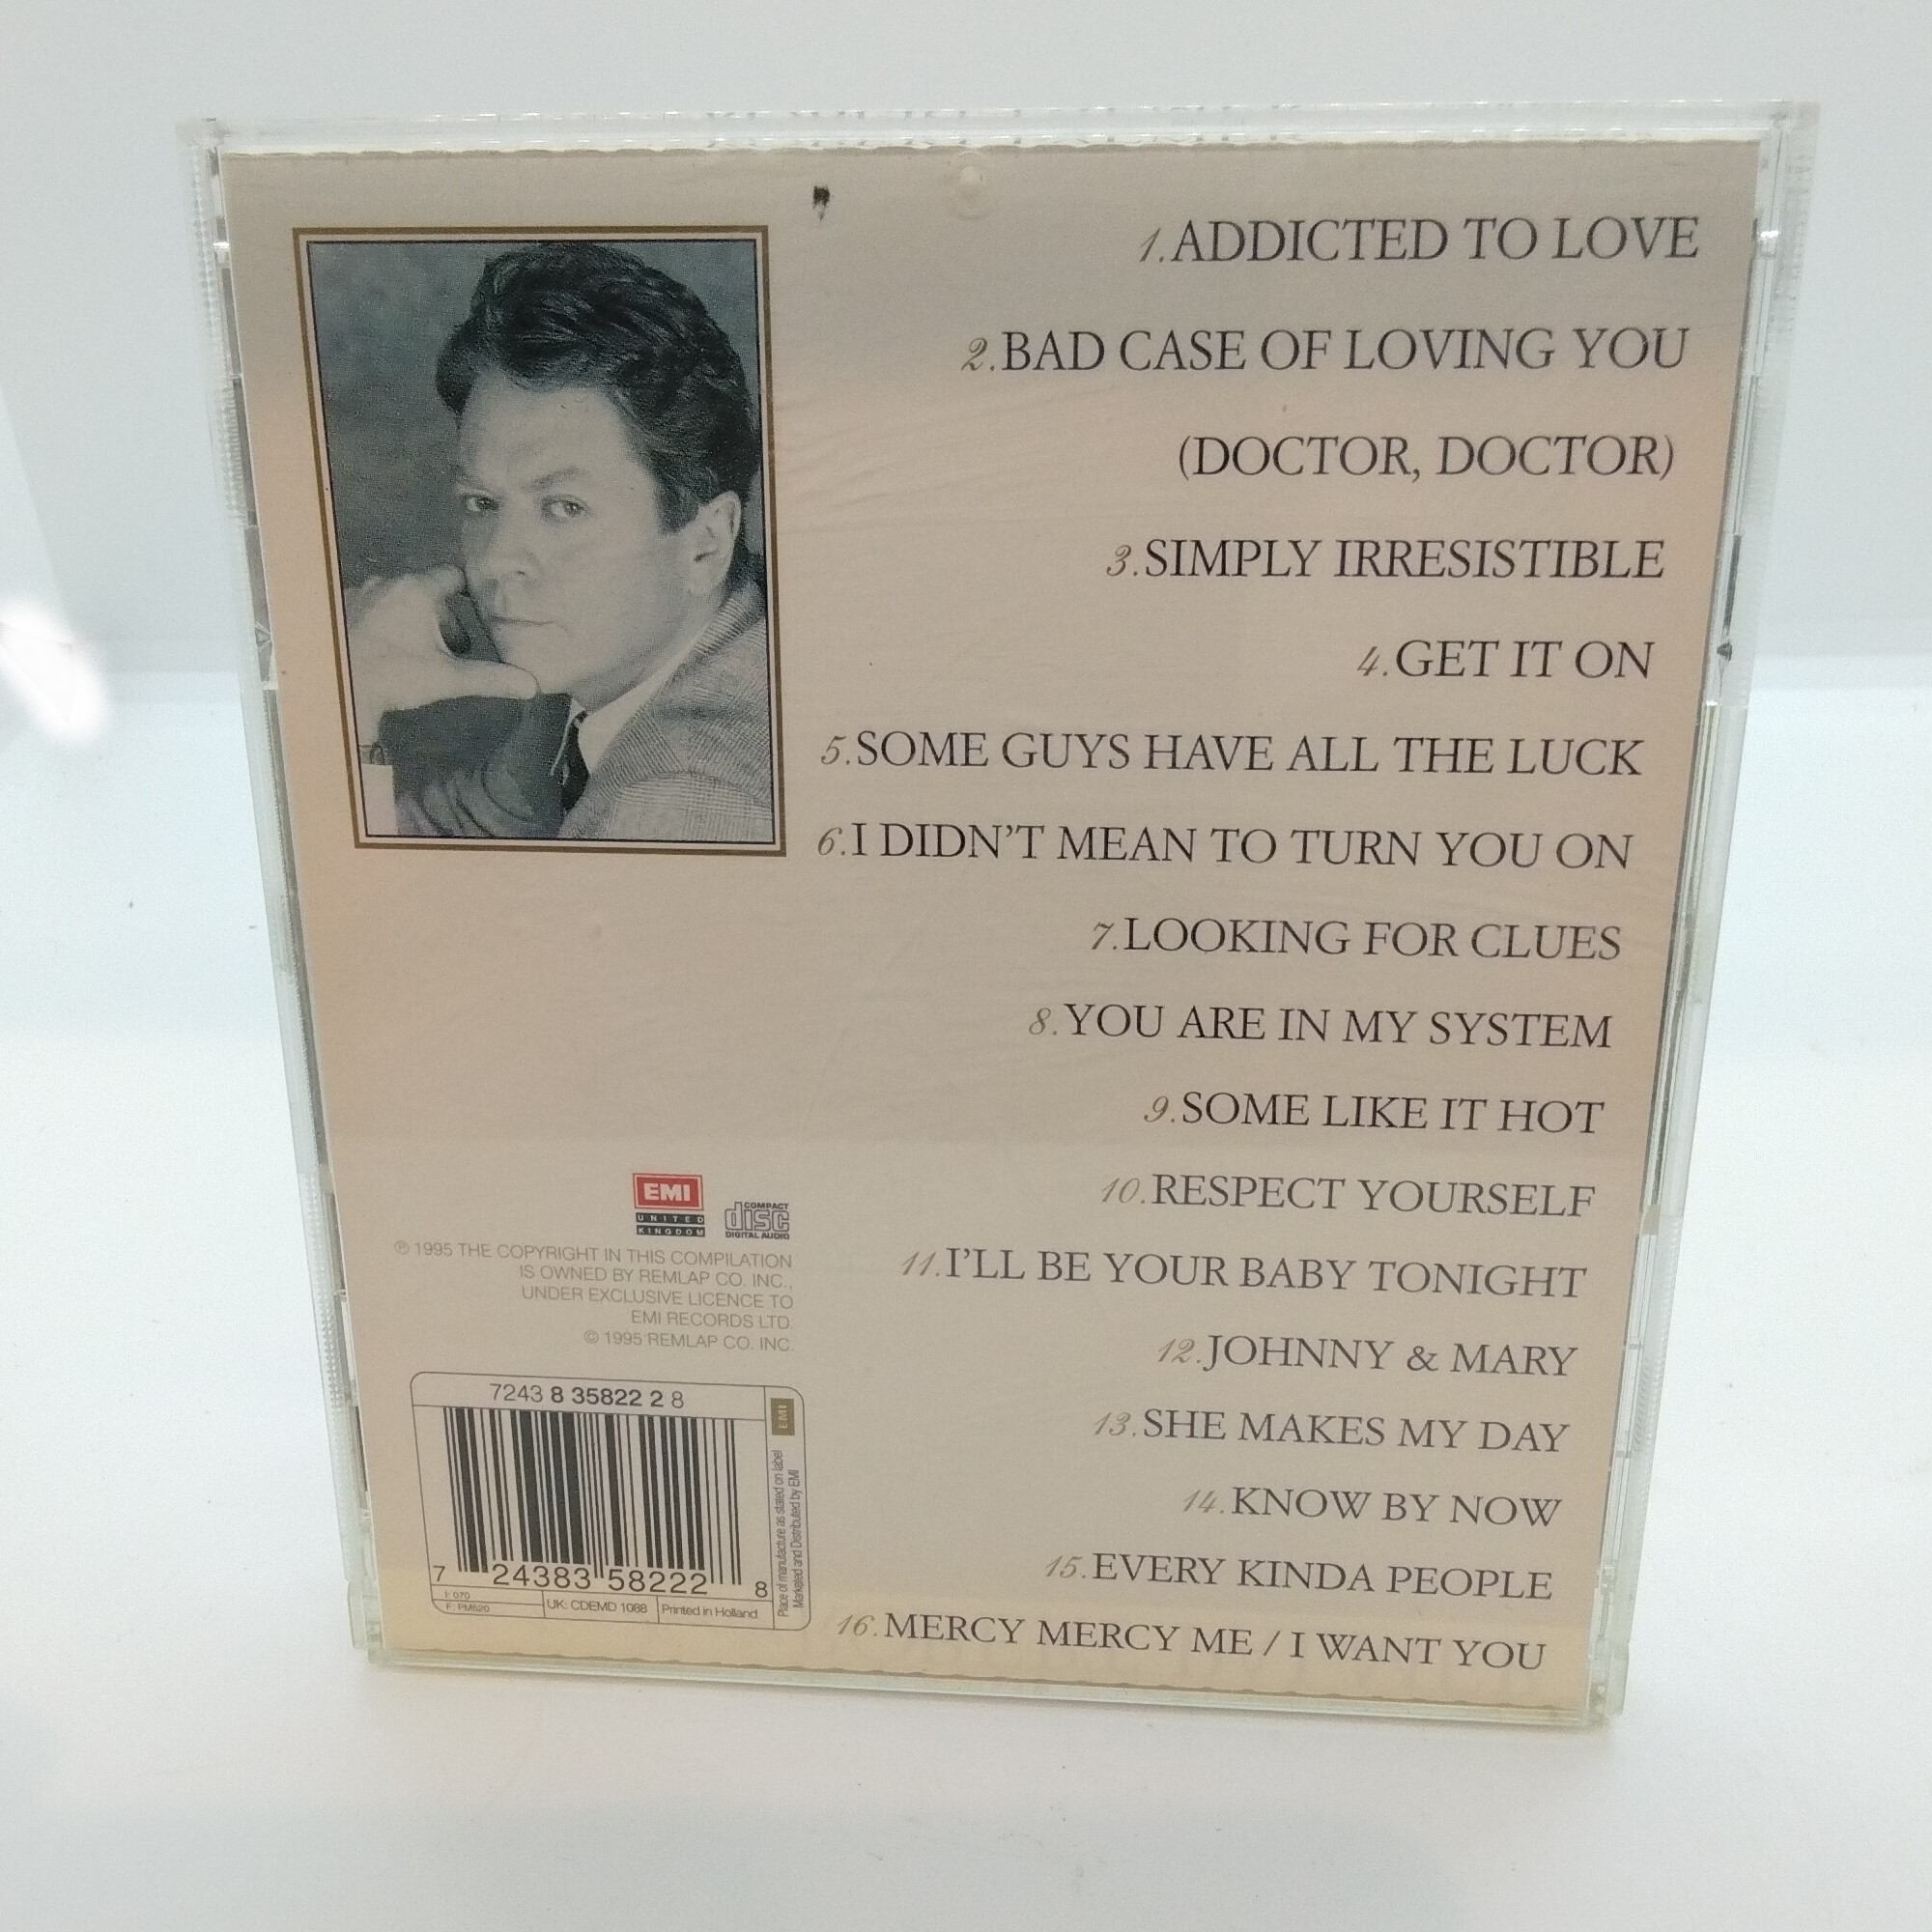 1.ADDICTED TO LOVE
2.BAD CASE OF LOVING YOU
(DOCTOR, DOCTOR)
3.SIMPLY IRRESISTIBLE
4.GET IT ON
5.SOME GUYS HAVE ALL THE LUCK
6.I DIDN'T MEAN TO TURN YOU ON
7.LOOKING FOR CLUES
8.YOU ARE IN MY SYSTEM
9.SOME LIKE IT HOT
10.RESPECT YOURSELF
11.I'LL BE YOUR BABY TONIGHT
12.JOHNNY & MARY
13.SHE MAKES MY DAY
14.KNOW BY NOW
15.EVERY KINDA PEOPLE
16.MERCY MERCY ME / I WANT YOU
EMI
UNITED
KINGDOM
COMPACT
disc
DIGITAL AUDIO
℗ 1995 THE COPYRIGHT IN THIS COMPILATION
IS OWNED BY REMLAP CO. INC.,
UNDER EXCLUSIVE LICENCE TO
EMI RECORDS LTD.
© 1995 REMLAP CO. INC.
7243 8 35822 2 8
EMI
Place of manufacture as stated on label
Marketed and Distributed by EMI
7 24383 58222 8
I: 070
F: PM520
UK: CDEMD 1088
Printed in Holland